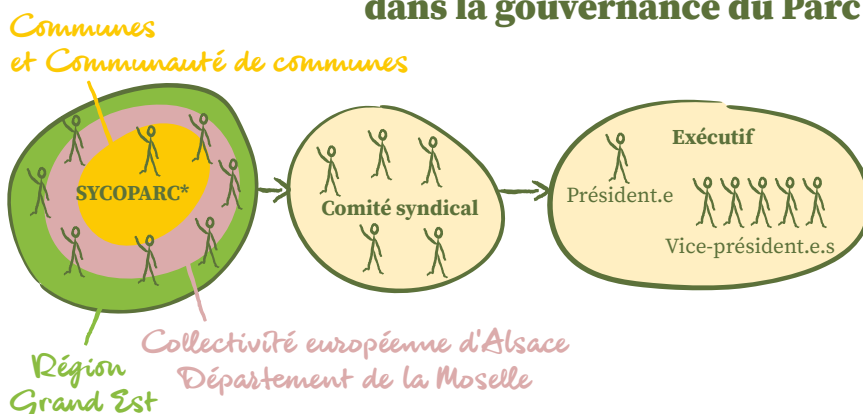 dans la gouvernance du Parc
Communes
et Communauté de communes
SYCOPARC*
Comité syndical
Exécutif
Président.e
Vice-président.e.s
Collectivité européenne d'Alsace
Département de la Moselle
Région
Grand Est